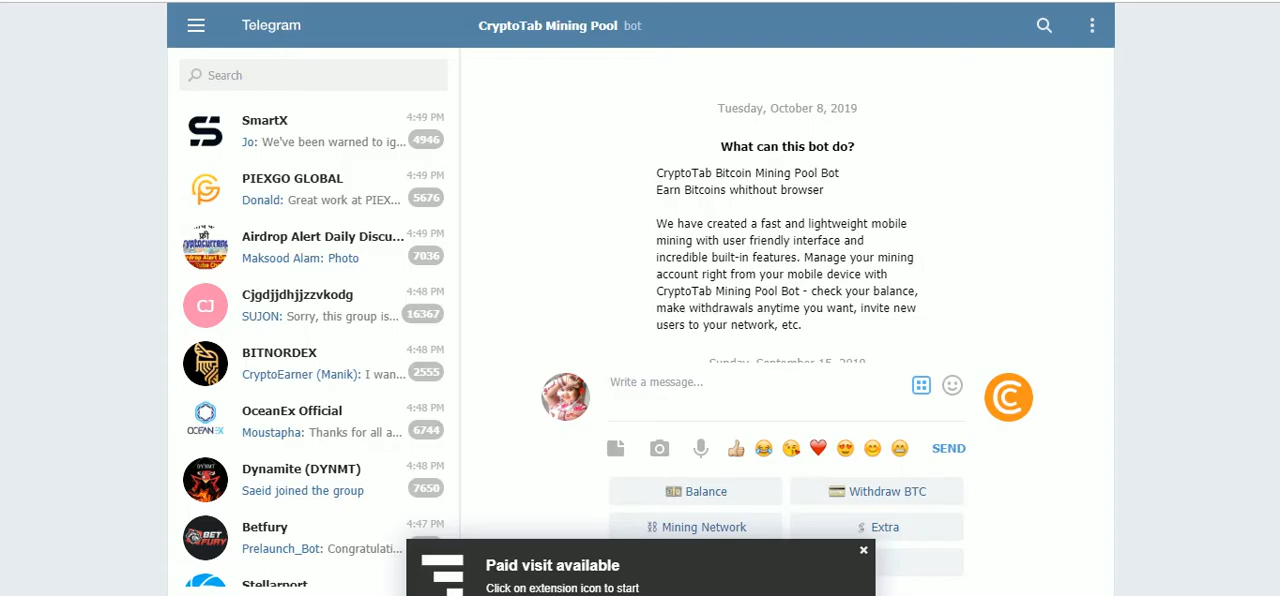 Telegram
CryptoTab Mining Pool bot
Search
SmartX 4:49 PM
Jo: We've been warned to ig... 4946
PIEXGO GLOBAL 4:49 PM
Donald: Great work at PIEX... 5676
Airdrop Alert Daily Discu... 4:49 PM
Maksood Alam: Photo 7036
CJ
Cjgdjjdhjjzzvkodg 4:48 PM
SUJON: Sorry, this group is... 16367
BITNORDEX 4:48 PM
CryptoEarner (Manik): I wan... 2555
OCEANEX
OceanEx Official 4:48 PM
Moustapha: Thanks for all a... 6744
Dynamite (DYNMT) 4:48 PM
Saeid joined the group 7650
BET
FURY
Betfury 4:47 PM
Prelaunch_Bot: Congratulati...
Stellarport
Tuesday, October 8, 2019
What can this bot do?
CryptoTab Bitcoin Mining Pool Bot
Earn Bitcoins whithout browser
We have created a fast and lightweight mobile
mining with user friendly interface and
incredible built-in features. Manage your mining
account right from your mobile device with
CryptoTab Mining Pool Bot - check your balance,
make withdrawals anytime you want, invite new
users to your network, etc.
Sunday, September 15, 2019
Write a message...
SEND
Balance
Withdraw BTC
Mining Network
Extra
Paid visit available
Click on extension icon to start